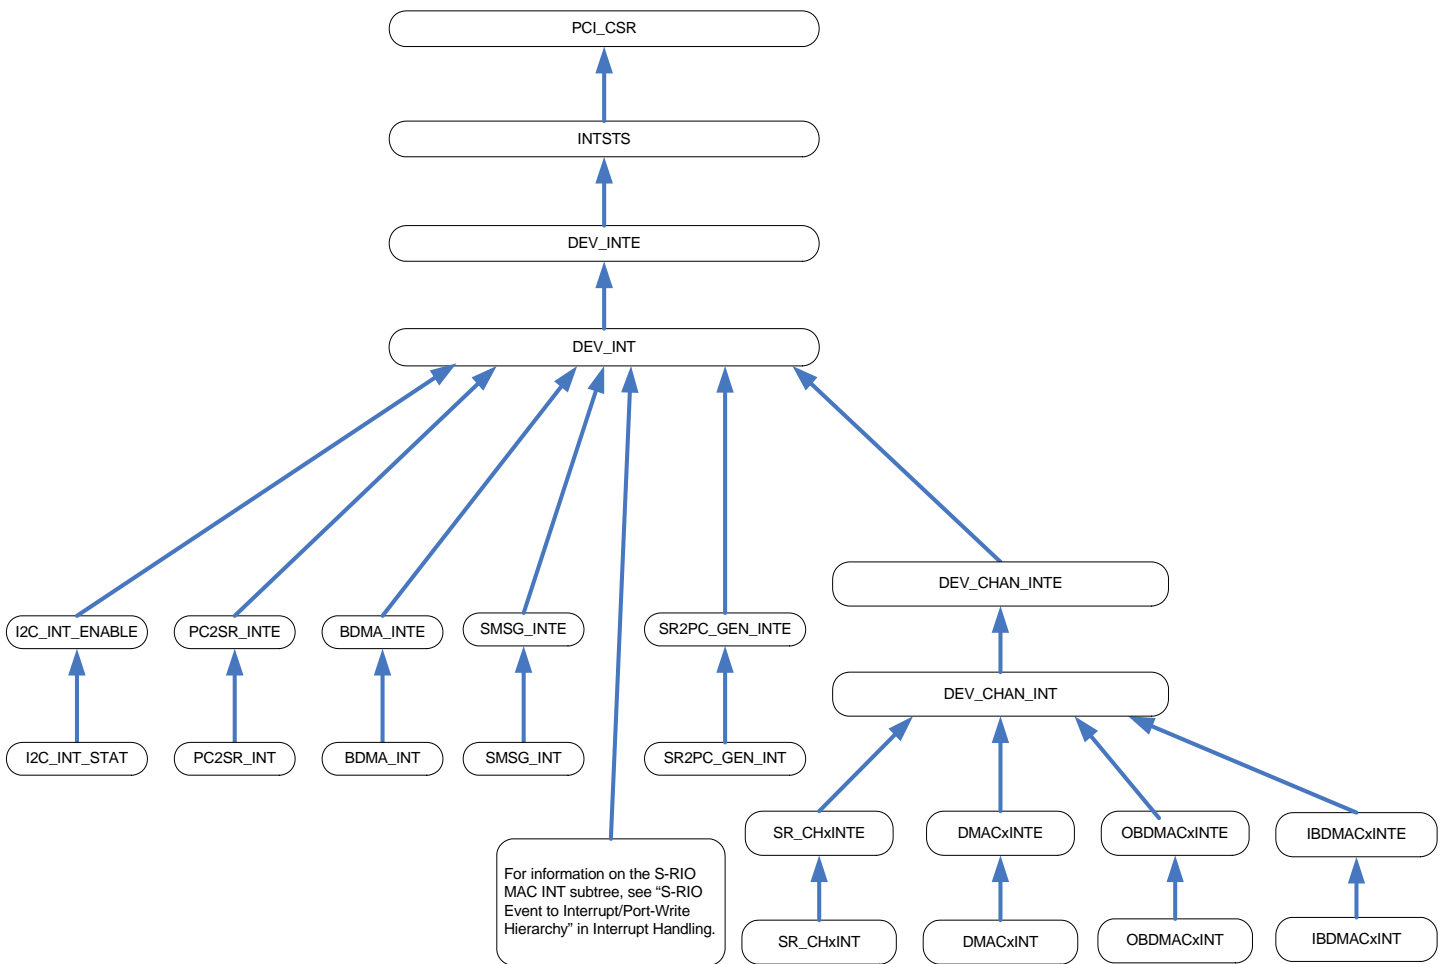 PCI_CSR
INTSTS
DEV_INTE
DEV_INT
DEV_CHAN_INTE
I2C_INT_ENABLE
PC2SR_INTE
BDMA_INTE
SMSG_INTE
SR2PC_GEN_INTE
DEV_CHAN_INT
I2C_INT_STAT
PC2SR_INT
BDMA_INT
SMSG_INT
SR2PC_GEN_INT
SR_CHxINTE
DMACxINTE
OBDMACxINTE
IBDMACxINTE
For information on the S-RIO
MAC INT subtree, see “S-RIO
Event to Interrupt/Port-Write
Hierarchy” in Interrupt Handling.
SR_CHxINT
DMACxINT
OBDMACxINT
IBDMACxINT